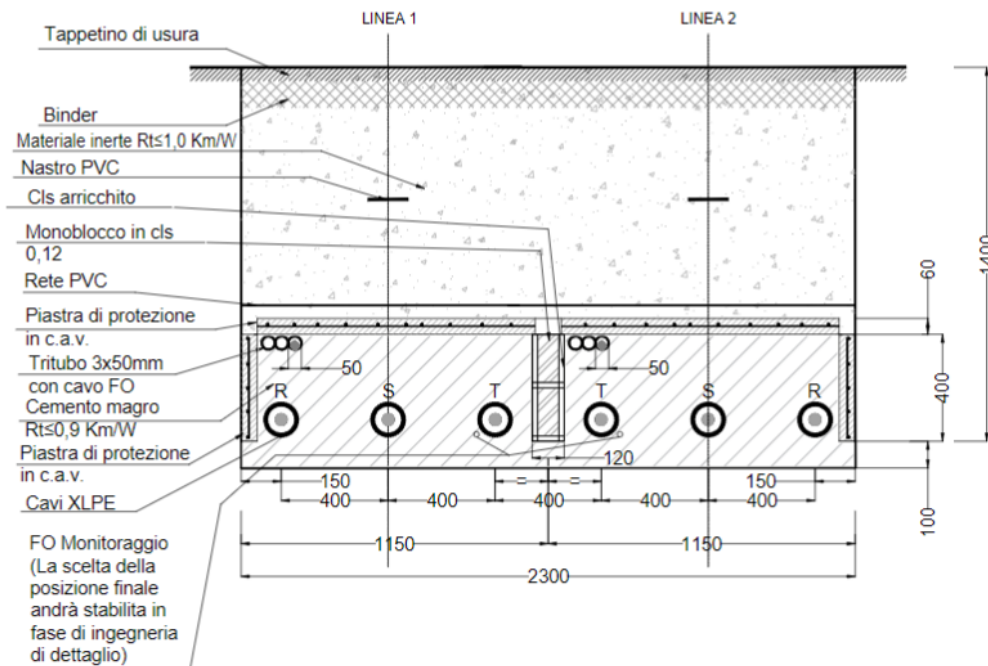 LINEA 1
LINEA 2
Tappetino di usura
Binder
Materiale inerte Rt≤1,0 Km/W
Nastro PVC
Cls arricchito
Monoblocco in cls
0,12
Rete PVC
Piastra di protezione
in c.a.v.
Tritubo 3x50mm
con cavo FO
Cemento magro
Rt≤0,9 Km/W
Piastra di protezione
in c.a.v.
Cavi XLPE
FO Monitoraggio
(La scelta della
posizione finale
andrà stabilita in
fase di ingegneria
di dettaglio)
50
50
R
S
T
T
S
R
120
150
=
=
150
400
400
400
400
1150
1150
2300
60
1400
400
100